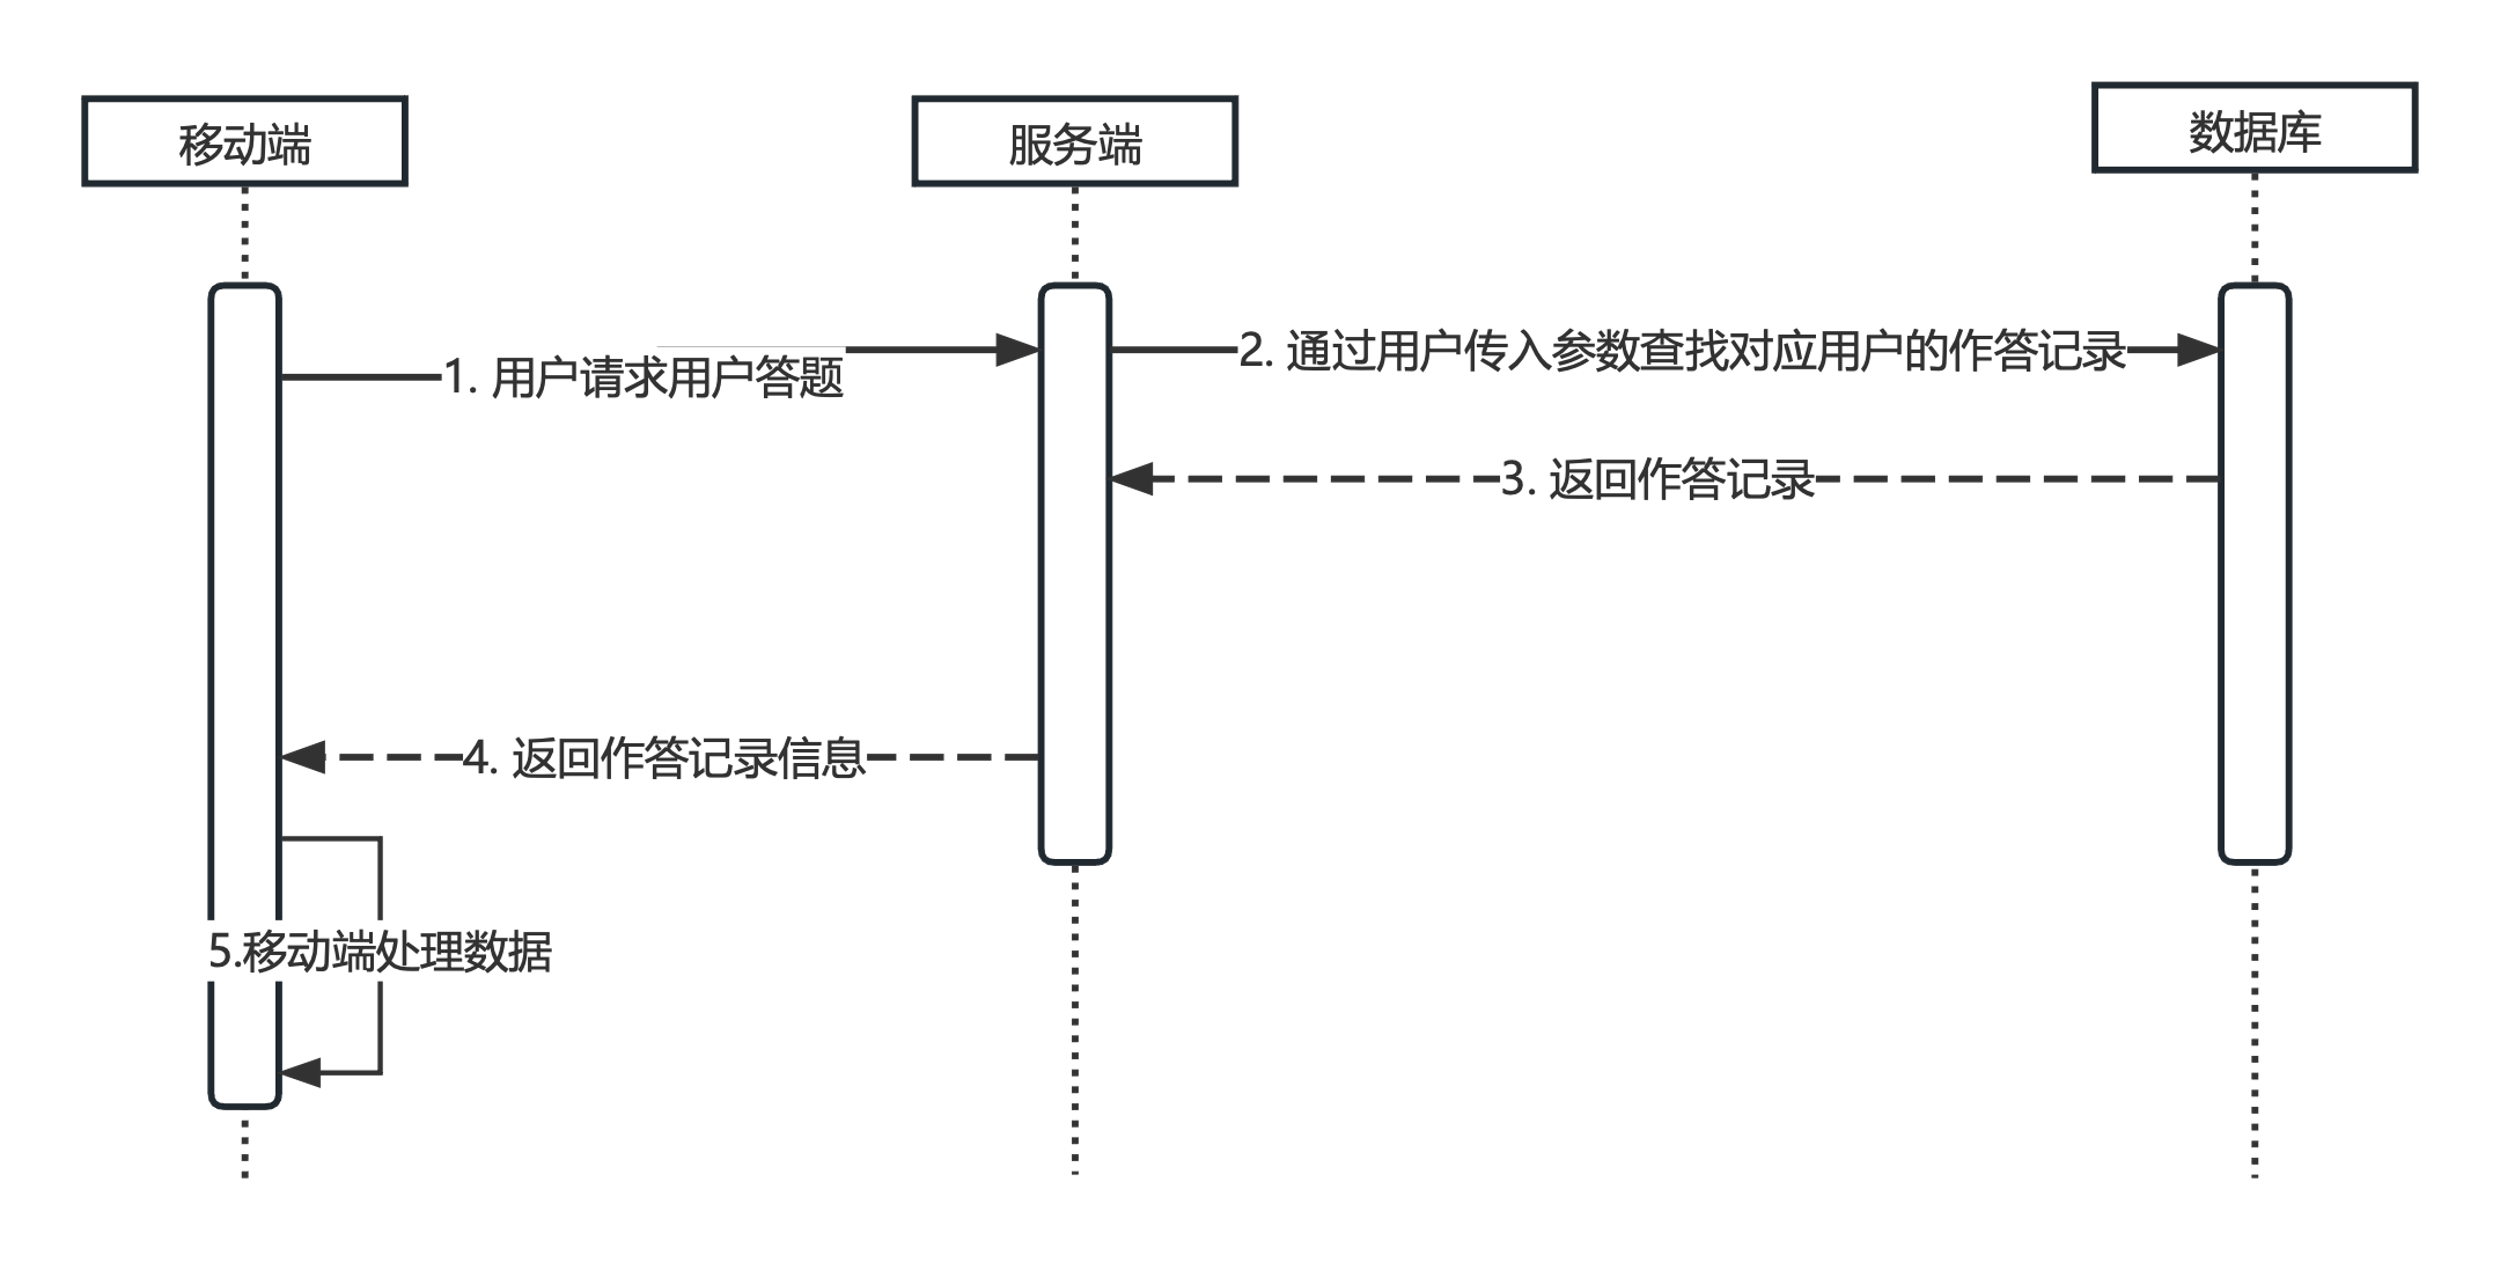 移动端
服务端
数据库
1. 用户请求用户答题
2. 通过用户传入参数查找对应用户的作答记录
3. 返回作答记录
4. 返回作答记录信息
5.移动端处理数据